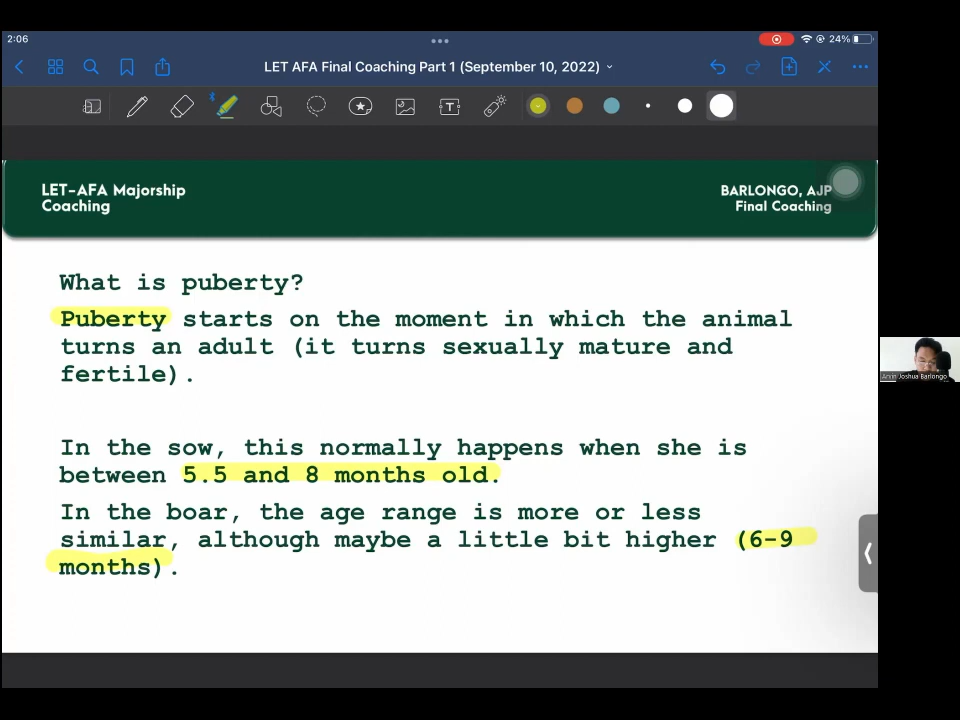 2:06
24%
LET AFA Final Coaching Part 1 (September 10, 2022)
T
LET-AFA Majorship
Coaching
BARLONGO, AJP
Final Coaching
What is puberty?
Puberty starts on the moment in which the animal
turns an adult (it turns sexually mature and
fertile).
In the sow, this normally happens when she is
between 5.5 and 8 months old.
In the boar, the age range is more or less
similar, although maybe a little bit higher (6-9
months).
Joshua Barlongo